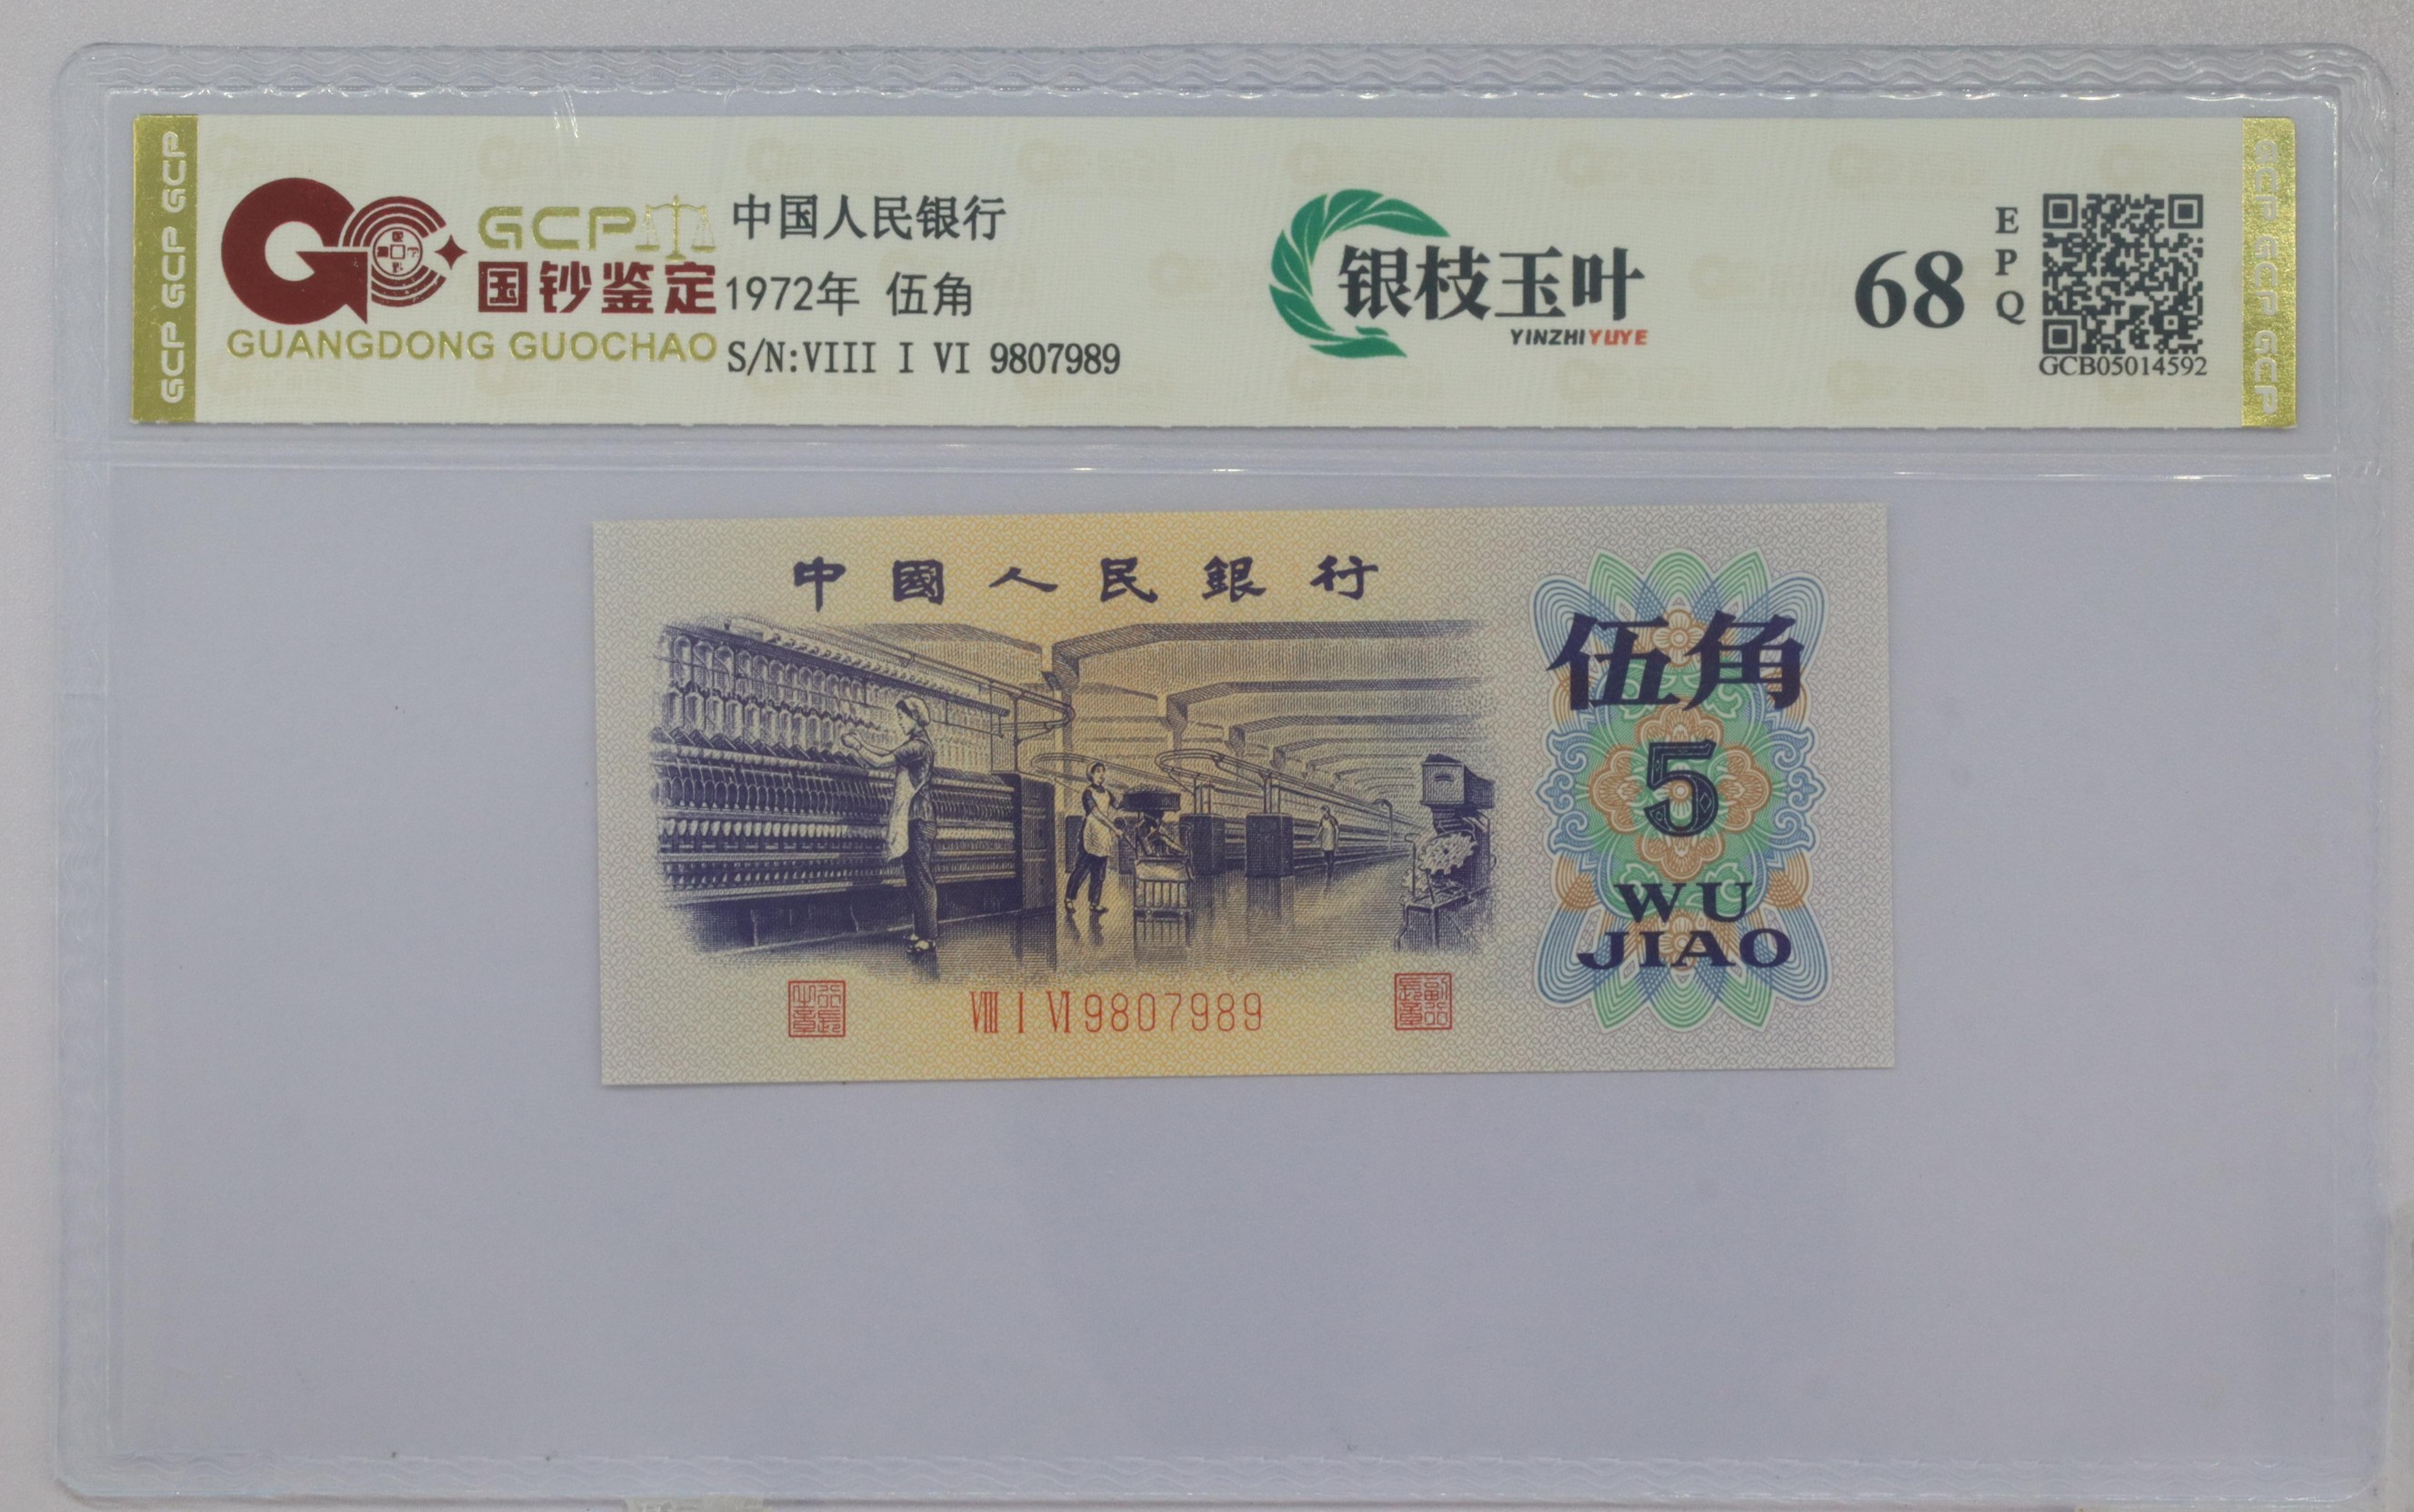 GCP GCP GCP
GCP
国钞鉴定
GUANGDONG GUOCHAO
中国人民银行
1972年 伍角
S/N:VIII I VI 9807989
银枝玉叶
YINZHIYUYE
68
EPQ
GCB05014592
GCP GCP GCP
中國人民銀行
伍角
5
WU
JIAO
VIII I VI 9807989